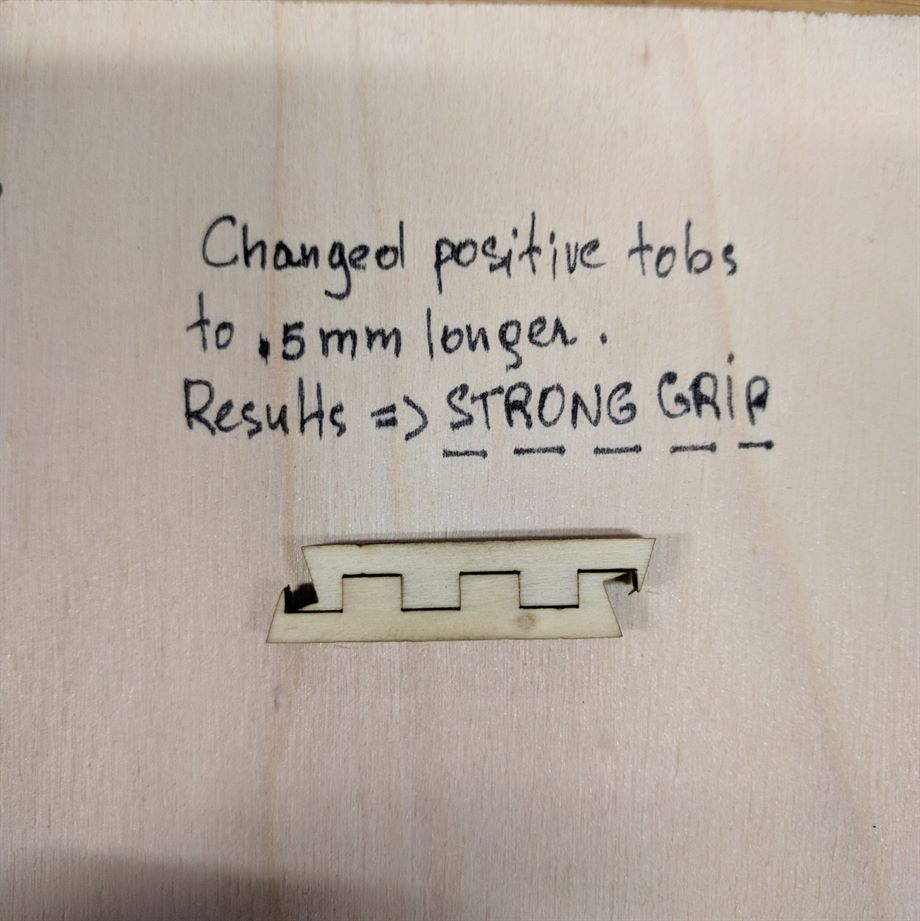 Changed positive tabs
to .5mm longer.
Results => STRONG GRiP